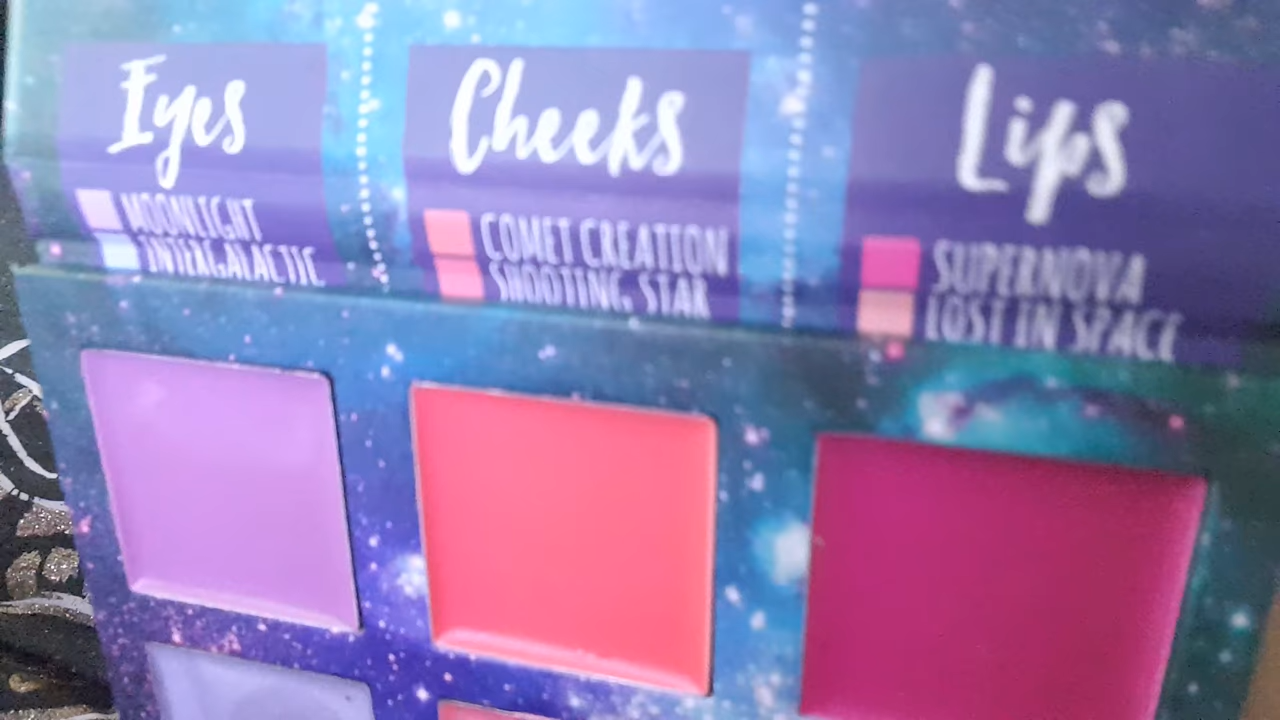 Eyes
MOONLIGHT
INTERGALACTIC
Cheeks
COMET CREATION
SHOOTING STAR
Lips
SUPERNOVA
LOST IN SPACE